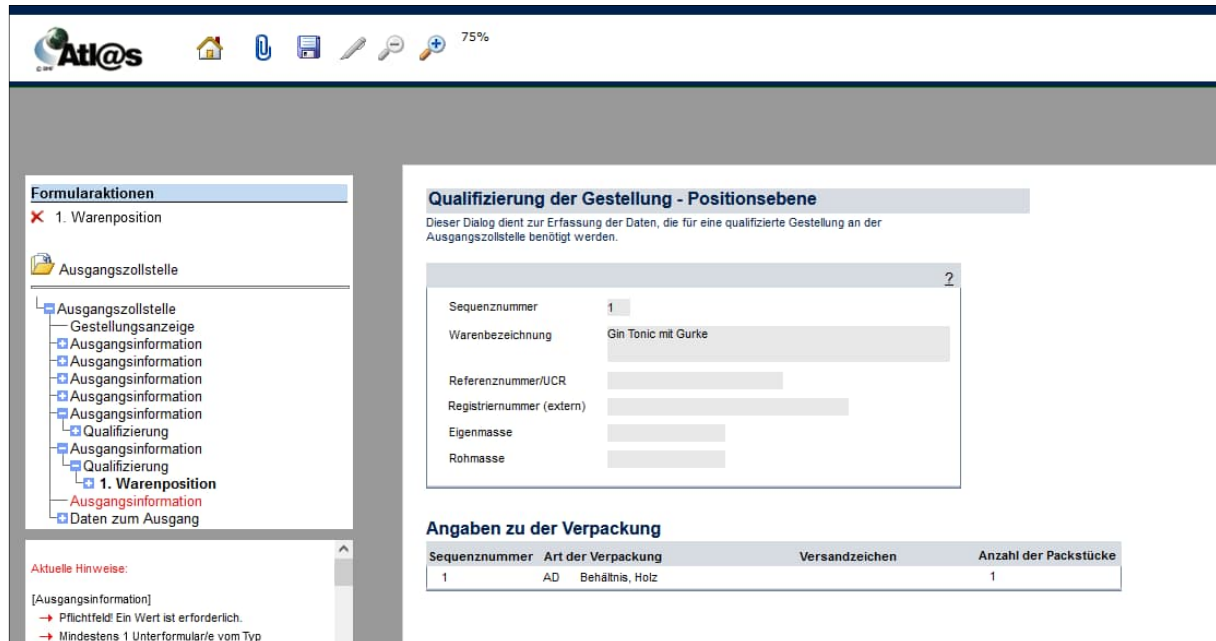 Atl@s
75%
Formularaktionen
1. Warenposition
Ausgangszollstelle
Ausgangszollstelle
Gestellungsanzeige
Ausgangsinformation
Ausgangsinformation
Ausgangsinformation
Ausgangsinformation
Ausgangsinformation
Qualifizierung
Ausgangsinformation
Qualifizierung
1. Warenposition
Ausgangsinformation
Daten zum Ausgang
Aktuelle Hinweise:
[Ausgangsinformation]
Pflichtfeld! Ein Wert ist erforderlich.
Mindestens 1 Unterformular/e vom Typ
Qualifizierung der Gestellung - Positionsebene
Dieser Dialog dient zur Erfassung der Daten, die für eine qualifizierte Gestellung an der
Ausgangszollstelle benötigt werden.
?
Sequenznummer 1
Warenbezeichnung Gin Tonic mit Gurke
Referenznummer/UCR
Registriernummer (extern)
Eigenmasse
Rohmasse
Angaben zu der Verpackung
Sequenznummer Art der Verpackung Versandzeichen Anzahl der Packstücke
1 AD Behältnis, Holz 1